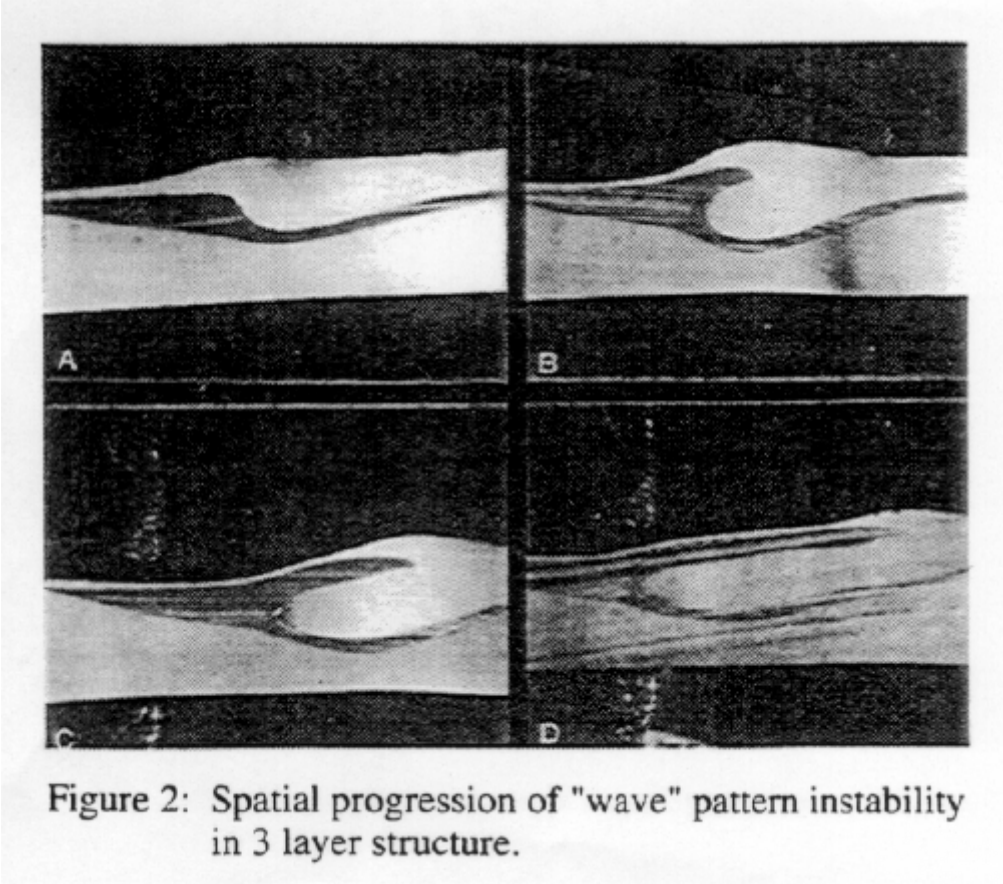 A
B
C
D
Figure 2: Spatial progression of "wave" pattern instability
in 3 layer structure.